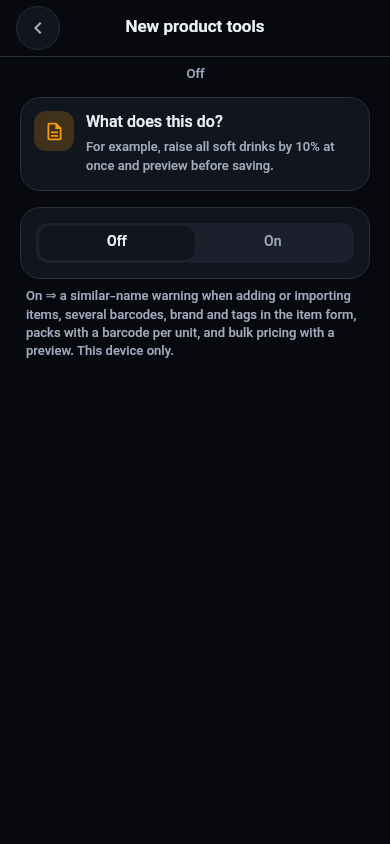 New product tools
Off
What does this do?
For example, raise all soft drinks by 10% at
once and preview before saving.
Off On
On ⇒ a similar-name warning when adding or importing
items, several barcodes, brand and tags in the item form,
packs with a barcode per unit, and bulk pricing with a
preview. This device only.